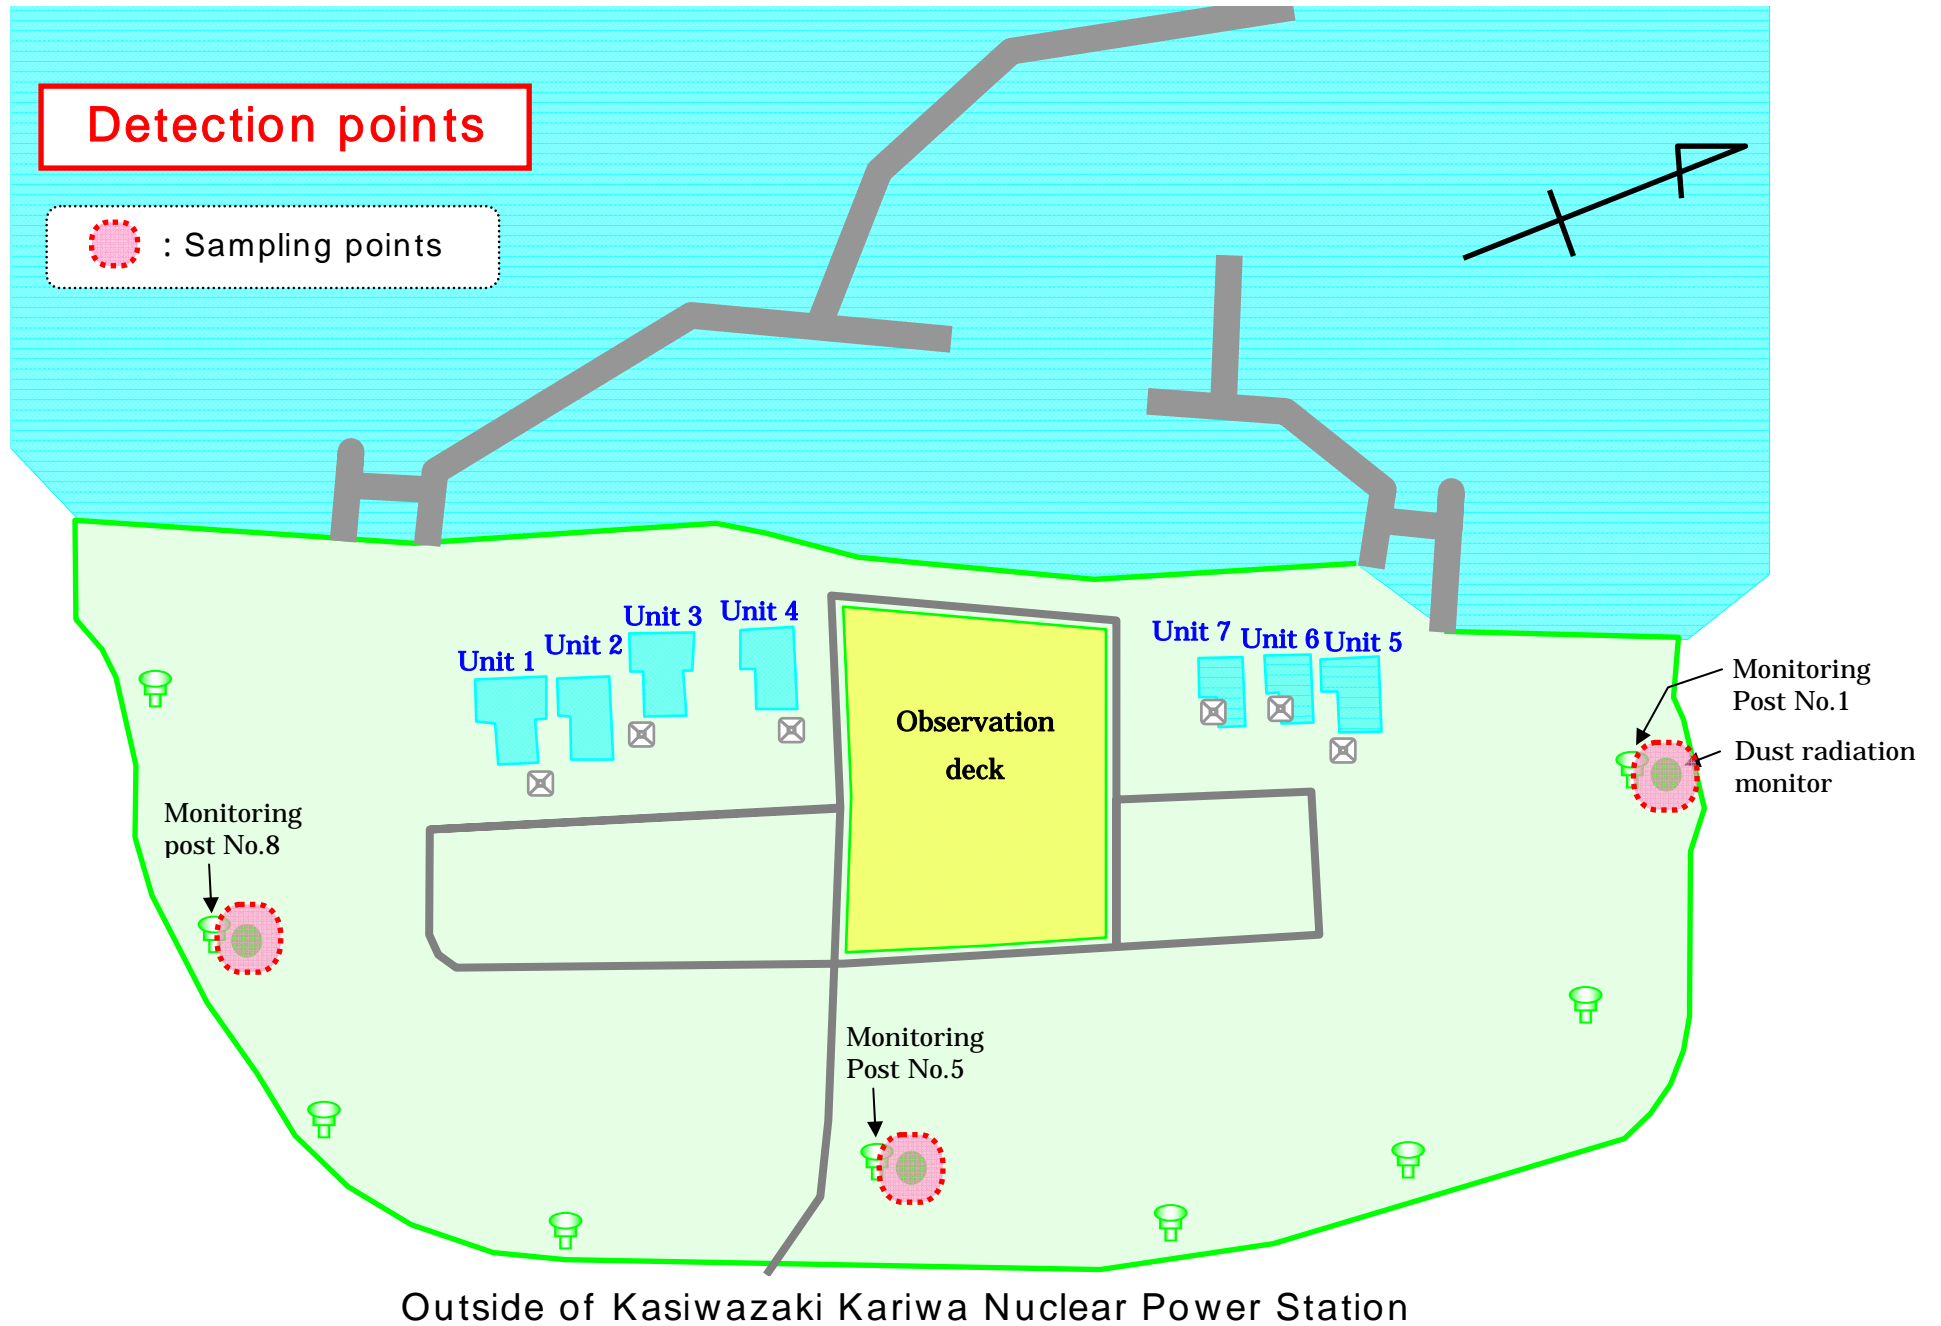 Detection points
: Sampling points
Unit 1
Unit 2
Unit 3
Unit 4
Unit 7
Unit 6
Unit 5
Observation
deck
Monitoring
Post No.1
Dust radiation
monitor
Monitoring
post No.8
Monitoring
Post No.5
Outside of Kasiwazaki Kariwa Nuclear Power Station